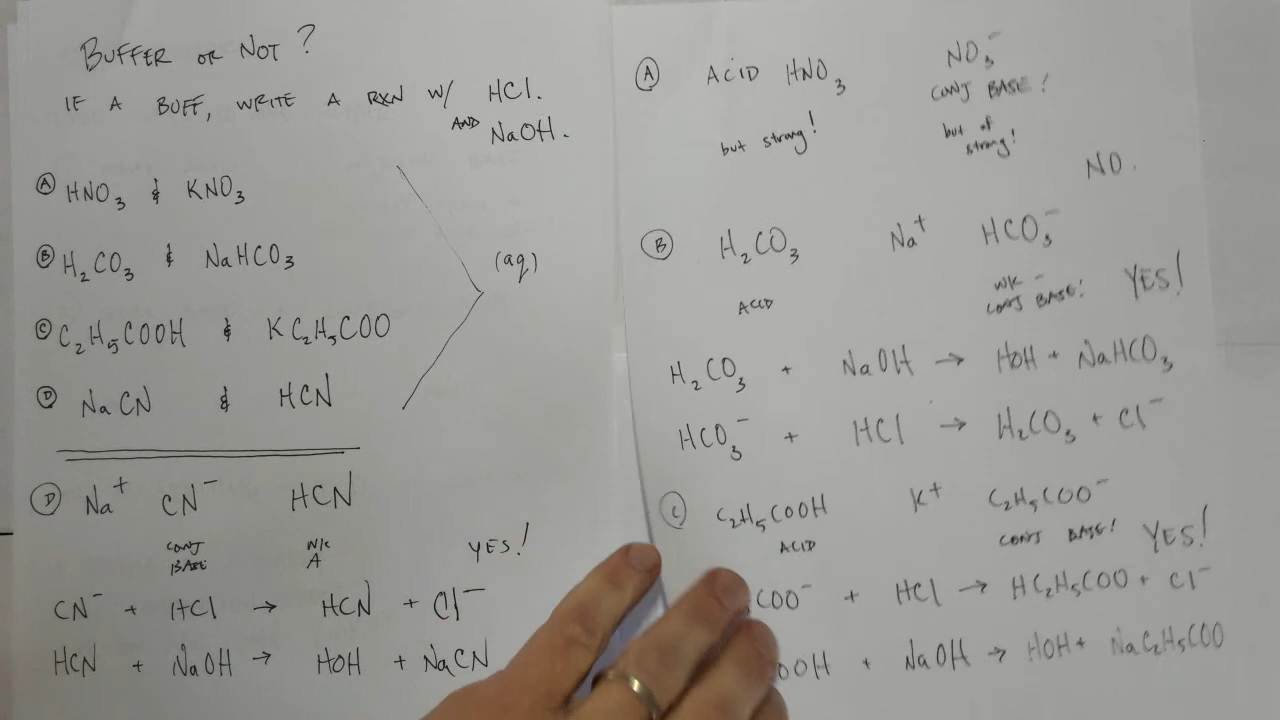 BUFFER OR NOT?
IF A BUFF, WRITE A RXN W/ HCl.
AND NaOH.
Ⓐ HNO₃ & KNO₃
Ⓑ H₂CO₃ & NaHCO₃
Ⓒ C₂H₅COOH & KC₂H₅COO
Ⓓ NaCN & HCN
(aq)
Ⓓ Na⁺ CN⁻ HCN
CONJ BASE WK A YES!
CN⁻ + HCl → HCN + Cl⁻
HCN + NaOH → HOH + NaCN
Ⓐ ACID HNO₃ NO₃⁻
CONJ BASE!
but strong! but of strong!
NO.
Ⓑ H₂CO₃ Na⁺ HCO₃⁻
ACID WK CONJ BASE! YES!
H₂CO₃ + NaOH → HOH + NaHCO₃
HCO₃⁻ + HCl → H₂CO₃ + Cl⁻
Ⓒ C₂H₅COOH K⁺ C₂H₅COO⁻
ACID CONJ BASE! YES!
COO⁻ + HCl → HC₂H₅COO + Cl⁻
OOH + NaOH → HOH + NaC₂H₅COO